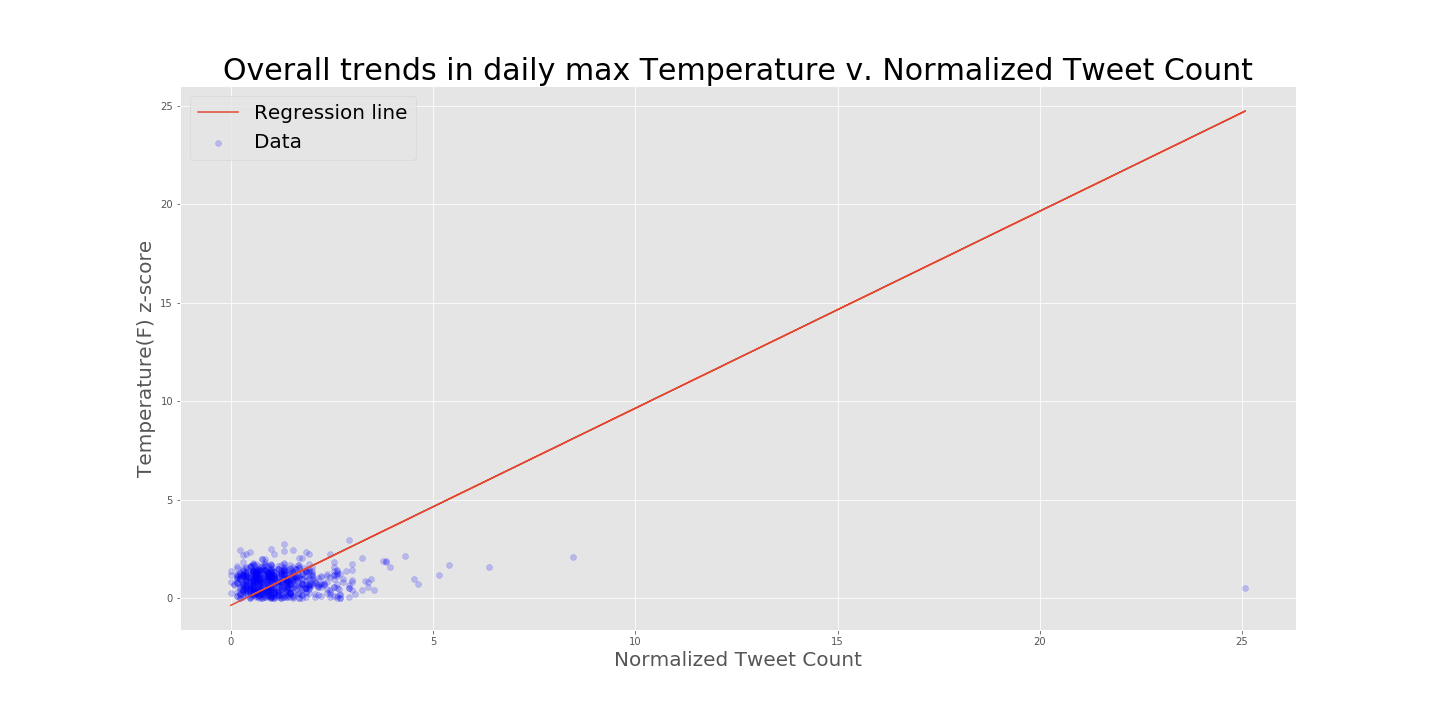 Overall trends in daily max Temperature v. Normalized Tweet Count
Regression line
Data
25
20
15
10
5
0
Temperature(F) z-score
0 5 10 15 20 25
Normalized Tweet Count